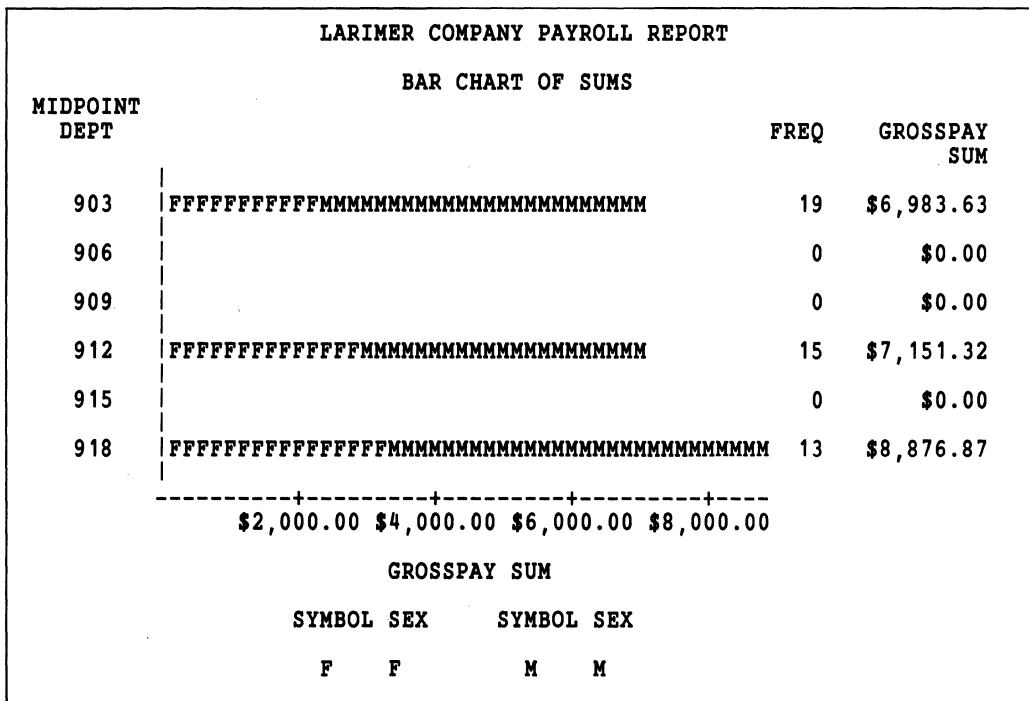 LARIMER COMPANY PAYROLL REPORT
BAR CHART OF SUMS
MIDPOINT
DEPT FREQ GROSSPAY
SUM
903 |FFFFFFFFFFFMMMMMMMMMMMMMMMMMMMMMMMM 19 $6,983.63
906 | 0 $0.00
909 | 0 $0.00
912 |FFFFFFFFFFFFFFMMMMMMMMMMMMMMMMMMMMM 15 $7,151.32
915 | 0 $0.00
918 |FFFFFFFFFFFFFFFFMMMMMMMMMMMMMMMMMMMMMMMMMMMM 13 $8,876.87
----------+---------+---------+---------+----
$2,000.00 $4,000.00 $6,000.00 $8,000.00
GROSSPAY SUM
SYMBOL SEX SYMBOL SEX
F F M M